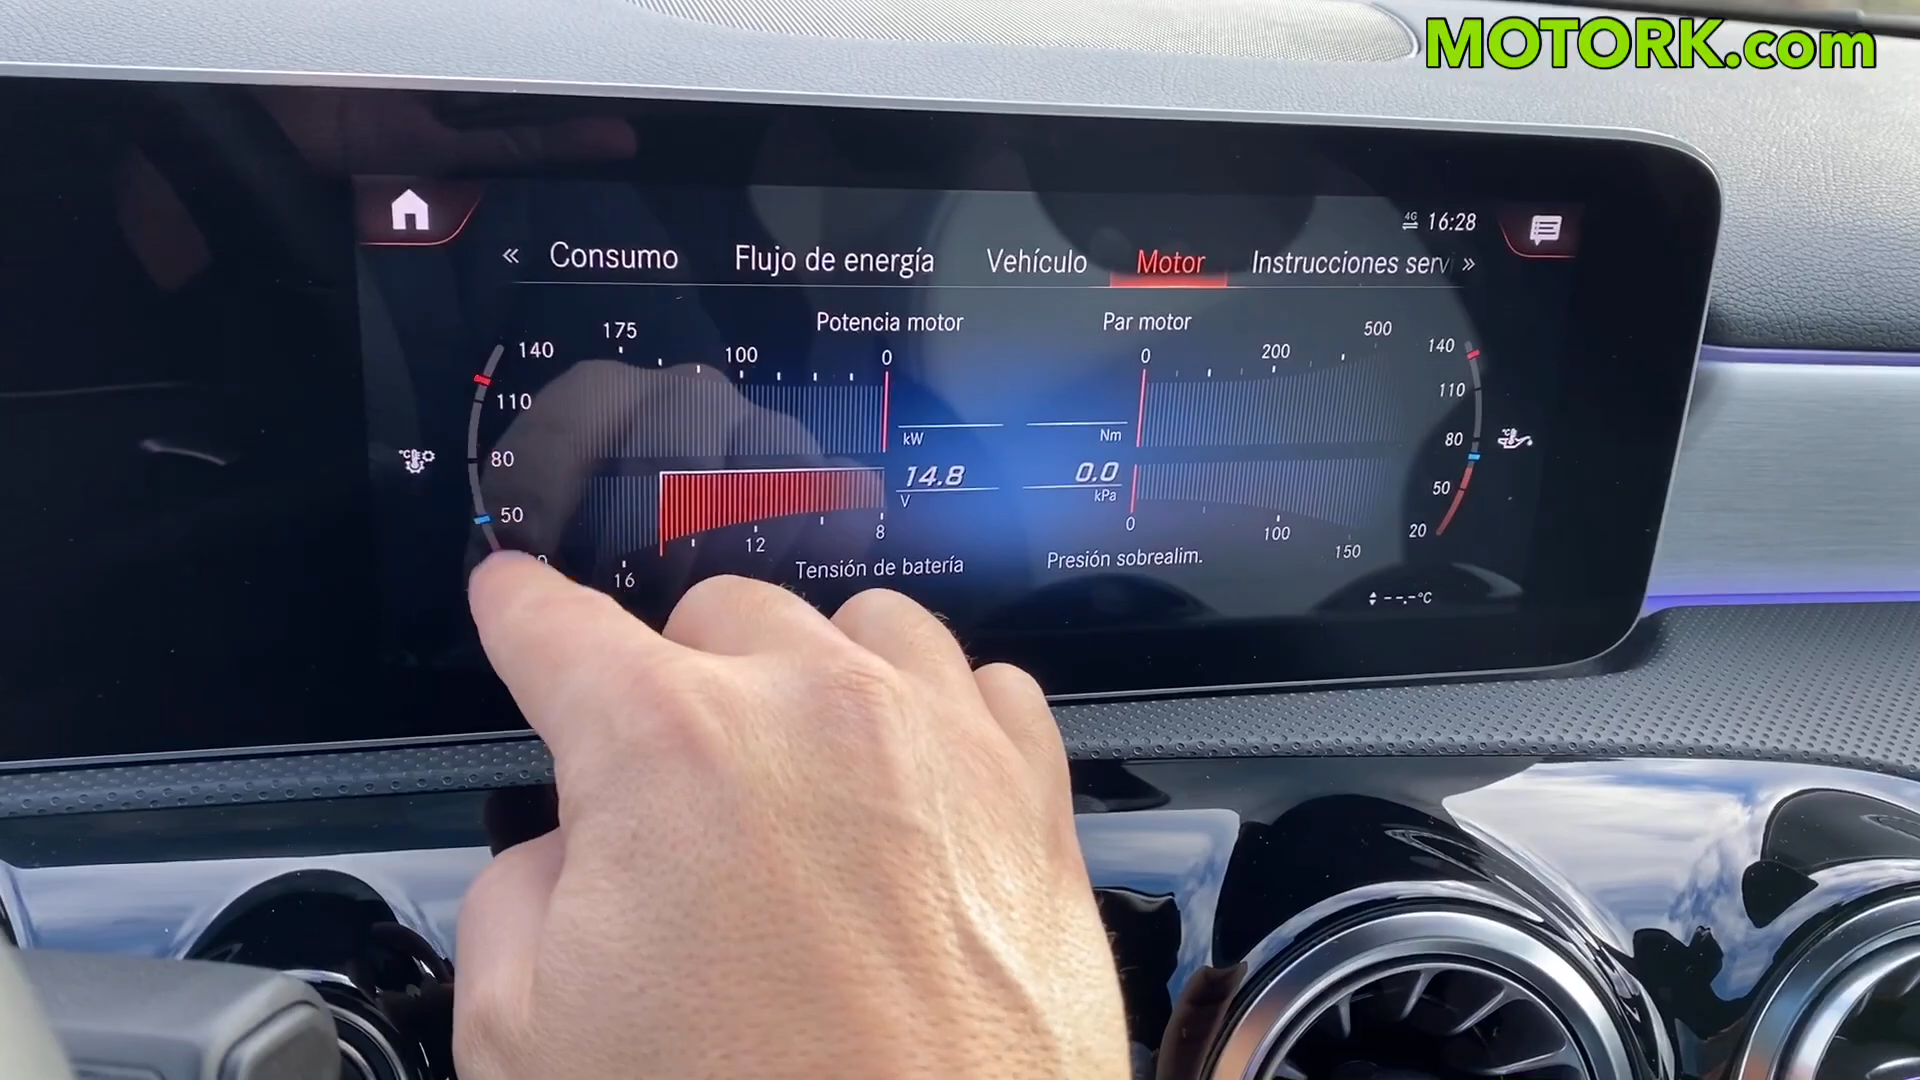 MOTORK.com
4G 16:28
« Consumo Flujo de energía Vehículo Motor Instrucciones serv »
Potencia motor Par motor
175 100 0 0 200 500
140 110 80 50
140 110 80 50 20
kW Nm
14.8 0.0
V kPa
16 12 8 0 100 150
Tensión de batería Presión sobrealim.
°C °C
--.-°C